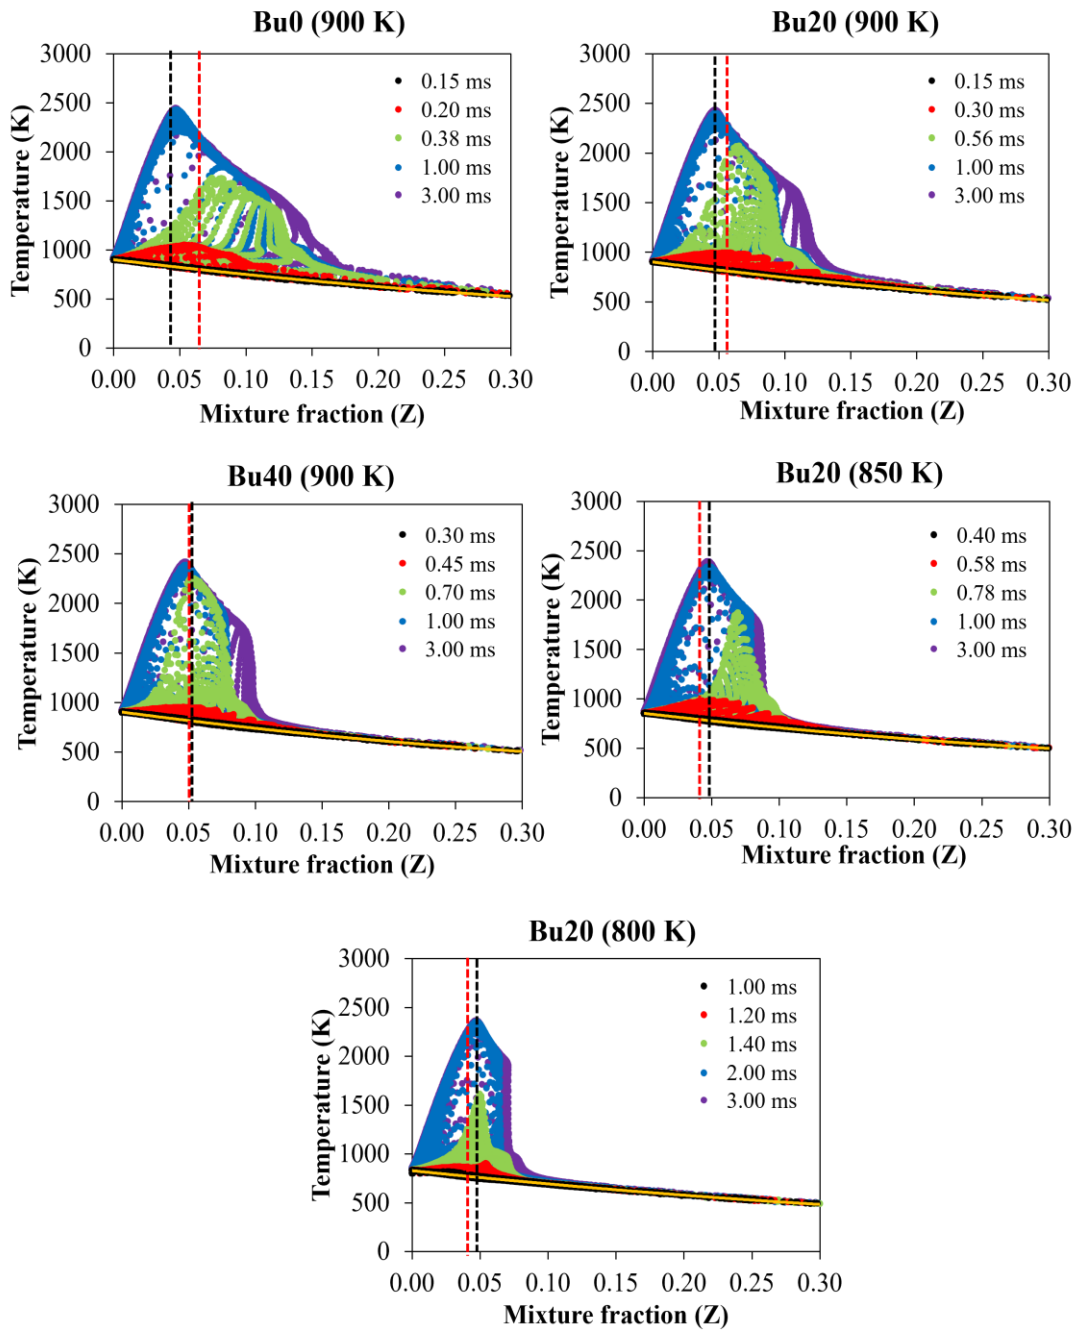 Bu0 (900 K)
3000
2500
2000
1500
1000
500
0
Temperature (K)
0.15 ms
0.20 ms
0.38 ms
1.00 ms
3.00 ms
0.00 0.05 0.10 0.15 0.20 0.25 0.30
Mixture fraction (Z)
Bu20 (900 K)
3000
2500
2000
1500
1000
500
0
Temperature (K)
0.15 ms
0.30 ms
0.56 ms
1.00 ms
3.00 ms
0.00 0.05 0.10 0.15 0.20 0.25 0.30
Mixture fraction (Z)
Bu40 (900 K)
3000
2500
2000
1500
1000
500
0
Temperature (K)
0.30 ms
0.45 ms
0.70 ms
1.00 ms
3.00 ms
0.00 0.05 0.10 0.15 0.20 0.25 0.30
Mixture fraction (Z)
Bu20 (850 K)
3000
2500
2000
1500
1000
500
0
Temperature (K)
0.40 ms
0.58 ms
0.78 ms
1.00 ms
3.00 ms
0.00 0.05 0.10 0.15 0.20 0.25 0.30
Mixture fraction (Z)
Bu20 (800 K)
3000
2500
2000
1500
1000
500
0
Temperature (K)
1.00 ms
1.20 ms
1.40 ms
2.00 ms
3.00 ms
0.00 0.05 0.10 0.15 0.20 0.25 0.30
Mixture fraction (Z)